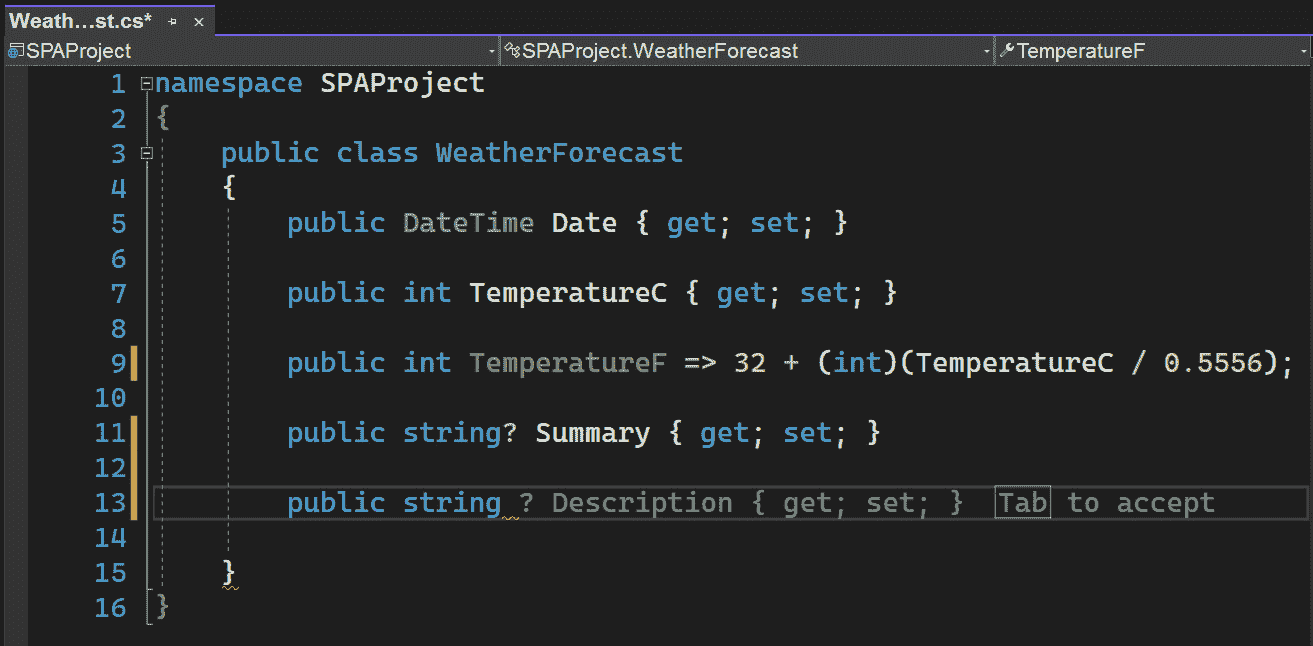 Weath...st.cs*
SPAProject SPAProject.WeatherForecast TemperatureF
1 namespace SPAProject
2 {
3 public class WeatherForecast
4 {
5 public DateTime Date { get; set; }
6
7 public int TemperatureC { get; set; }
8
9 public int TemperatureF => 32 + (int)(TemperatureC / 0.5556);
10
11 public string? Summary { get; set; }
12
13 public string ? Description { get; set; } Tab to accept
14
15 }
16 }